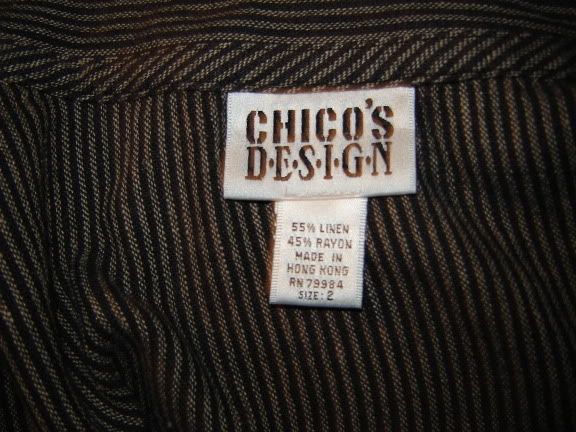 CHICO'S
D•E•S•I•G•N
55% LINEN
45% RAYON
MADE IN
HONG KONG
RN 79984
SIZE: 2